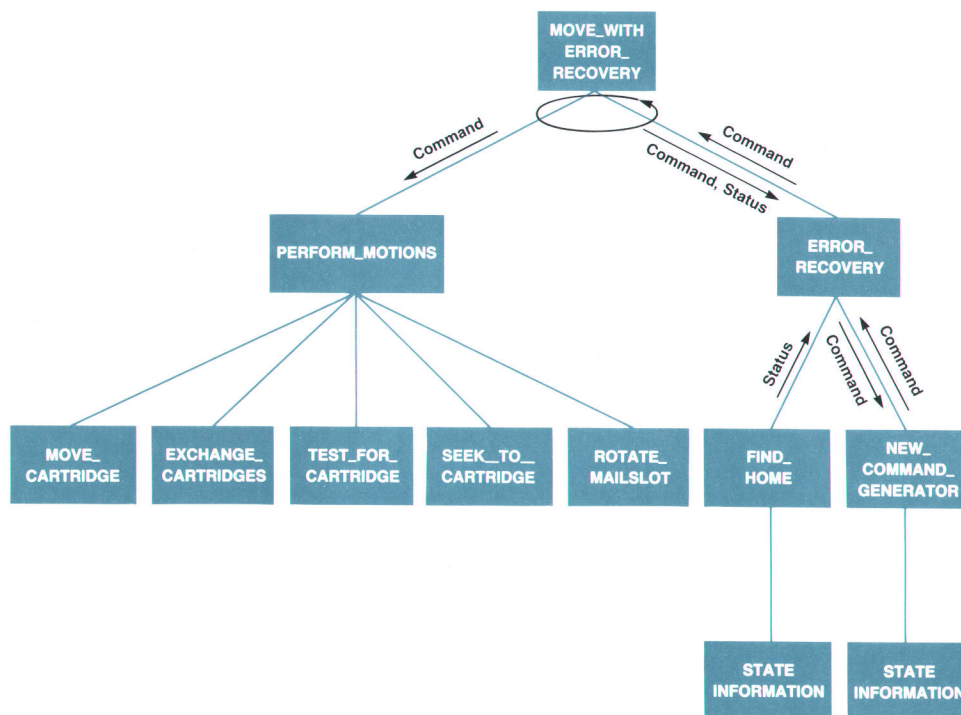 MOVE_WITH
ERROR_
RECOVERY
Command
Command
Command, Status
PERFORM_MOTIONS
ERROR_
RECOVERY
Status
Command
Command
MOVE_
CARTRIDGE
EXCHANGE_
CARTRIDGES
TEST_FOR_
CARTRIDGE
SEEK__TO__
CARTRIDGE
ROTATE_
MAILSLOT
FIND_
HOME
NEW_
COMMAND_
GENERATOR
STATE
INFORMATION
STATE
INFORMATION